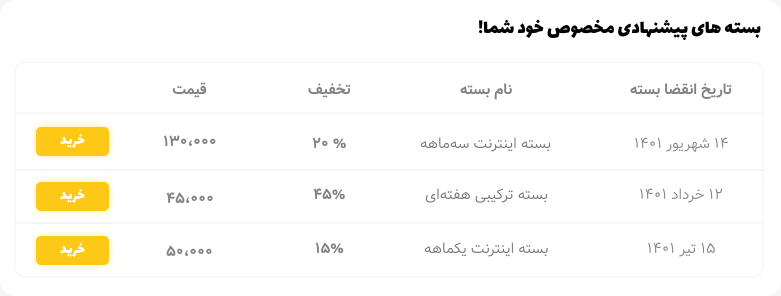 بسته های پیشنهادی مخصوص خود شما!
تاریخ انقضا بسته نام بسته تخفیف قیمت
۱۴ شهریور ۱۴۰۱ بسته اینترنت سه‌ماهه ۲۰ % ۱۳۰،۰۰۰ خرید
۱۲ خرداد ۱۴۰۱ بسته ترکیبی هفته‌ای ۴۵% ۴۵،۰۰۰ خرید
۱۵ تیر ۱۴۰۱ بسته اینترنت یکماهه ۱۵% ۵۰،۰۰۰ خرید